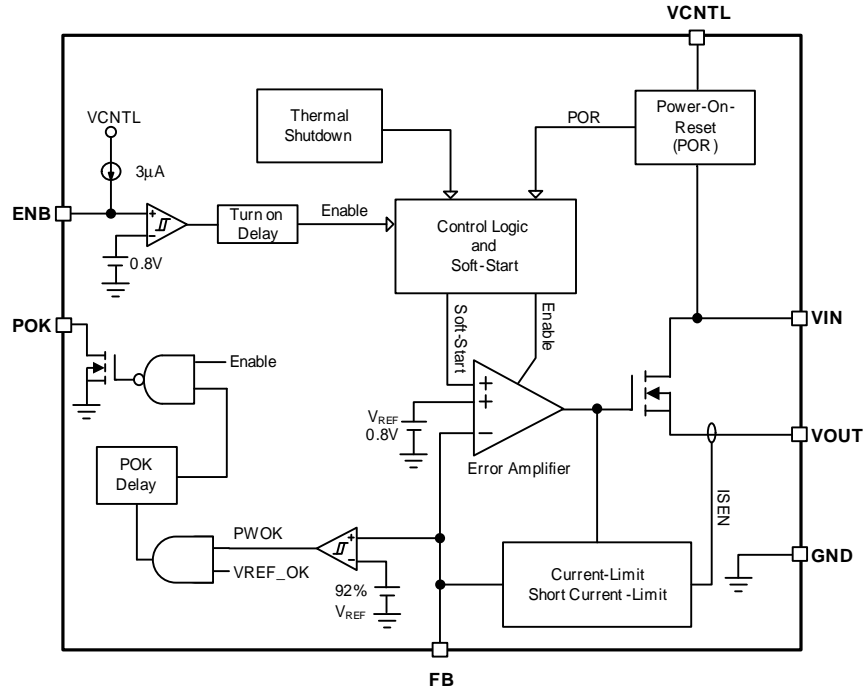 VCNTL
Thermal
Shutdown
POR
Power-On-
Reset
(POR)
VCNTL
3µA
ENB
Turn on
Delay
Enable
Control Logic
and
Soft-Start
0.8V
POK
Enable
Soft-Start
Enable
VIN
VREF
0.8V
Error Amplifier
VOUT
POK
Delay
ISEN
PWOK
VREF_OK
92%
VREF
Current-Limit
Short Current -Limit
GND
FB
+
-
+
+
-
+
-